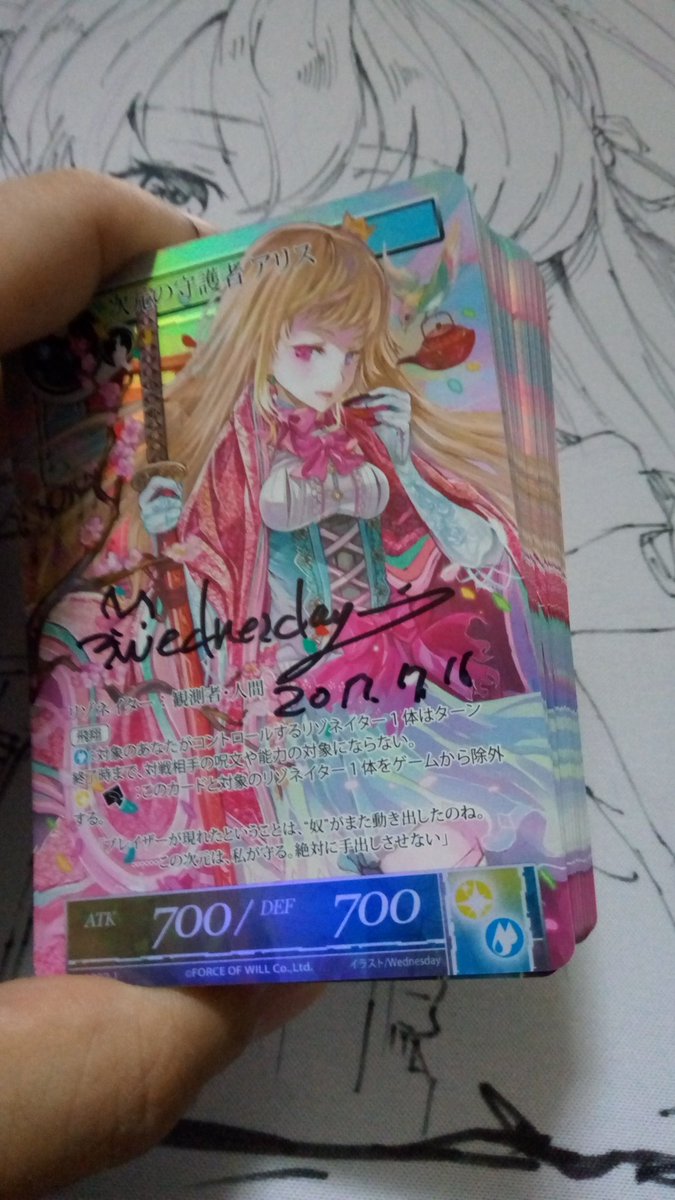 次元の守護者 アリス
Wednesday
2017.7.16
リゾネイター：観測者・人間
飛翔
：対象のあなたがコントロールするリゾネイター1体はターン
終了時まで、対戦相手の呪文や能力の対象にならない。
：このカードと対象のリゾネイター1体をゲームから除外
する。
「ブレイザーが現れたということは、“奴”がまた動き出したのね。
……この次元は、私が守る。絶対に手出しさせない」
ATK 700 / DEF 700
©FORCE OF WILL Co.,Ltd. イラスト/Wednesday